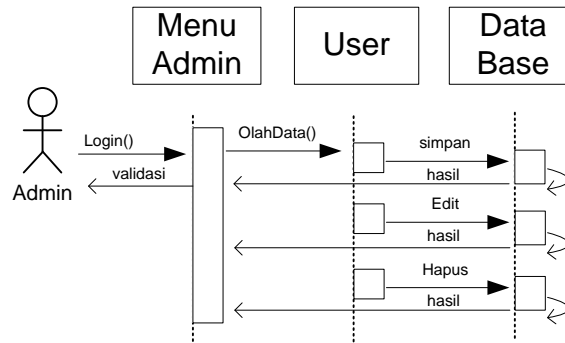 Menu
Admin
User
Data
Base
Login()
OlahData()
simpan
validasi
hasil
Admin
Edit
hasil
Hapus
hasil